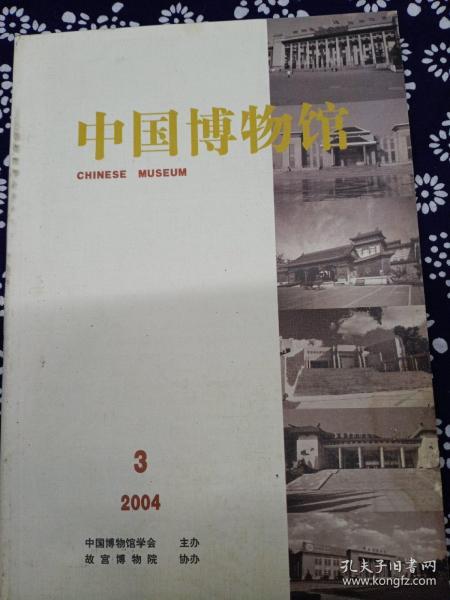 中国博物馆
CHINESE MUSEUM
3
2004
中国博物馆学会 主办
故宫博物院 协办
孔夫子旧书网
www.kongfz.com